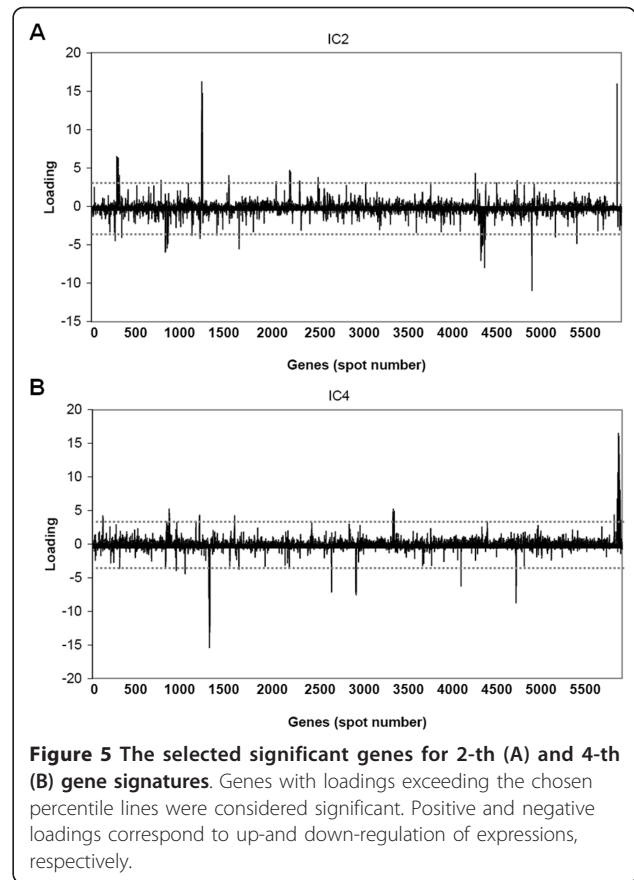 A
IC2
20
15
10
5
0
-5
-10
-15
Loading
0 500 1000 1500 2000 2500 3000 3500 4000 4500 5000 5500
Genes (spot number)
B
IC4
20
15
10
5
0
-5
-10
-15
-20
Loading
0 500 1000 1500 2000 2500 3000 3500 4000 4500 5000 5500
Genes (spot number)
Figure 5 The selected significant genes for 2-th (A) and 4-th
(B) gene signatures. Genes with loadings exceeding the chosen
percentile lines were considered significant. Positive and negative
loadings correspond to up-and down-regulation of expressions,
respectively.